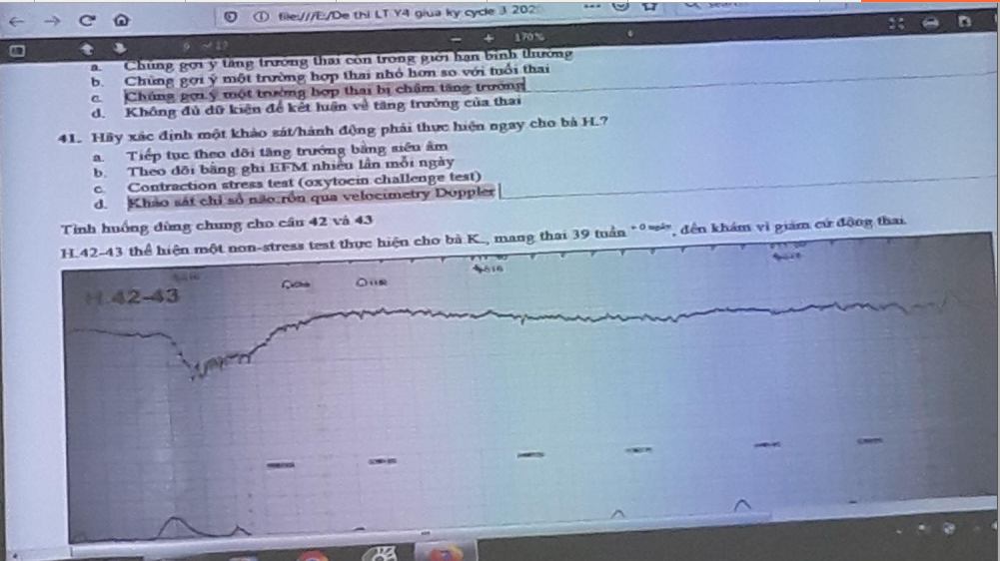 file:///E:/De thi LT Y4 giua ky cycle 3 202
170%
a. Chúng gợi ý tăng trưởng thai còn trong giới hạn bình thường
b. Chúng gợi ý một trường hợp thai nhỏ hơn so với tuổi thai
c. Chúng gợi ý một trường hợp thai bị chậm tăng trưởng
d. Không đủ dữ kiện để kết luận về tăng trưởng của thai
41. Hãy xác định một khảo sát/hành động phải thực hiện ngay cho bà H.?
a. Tiếp tục theo dõi tăng trưởng bằng siêu âm
b. Theo dõi bằng ghi EFM nhiều lần mỗi ngày
c. Contraction stress test (oxytocin challenge test)
d. Khảo sát chỉ số não rốn qua velocimetry Doppler
Tình huống dùng chung cho câu 42 và 43
H.42-43 thể hiện một non-stress test thực hiện cho bà K., mang thai 39 tuần + 0 ngày, đến khám vì giảm cử động thai.
H.42-43